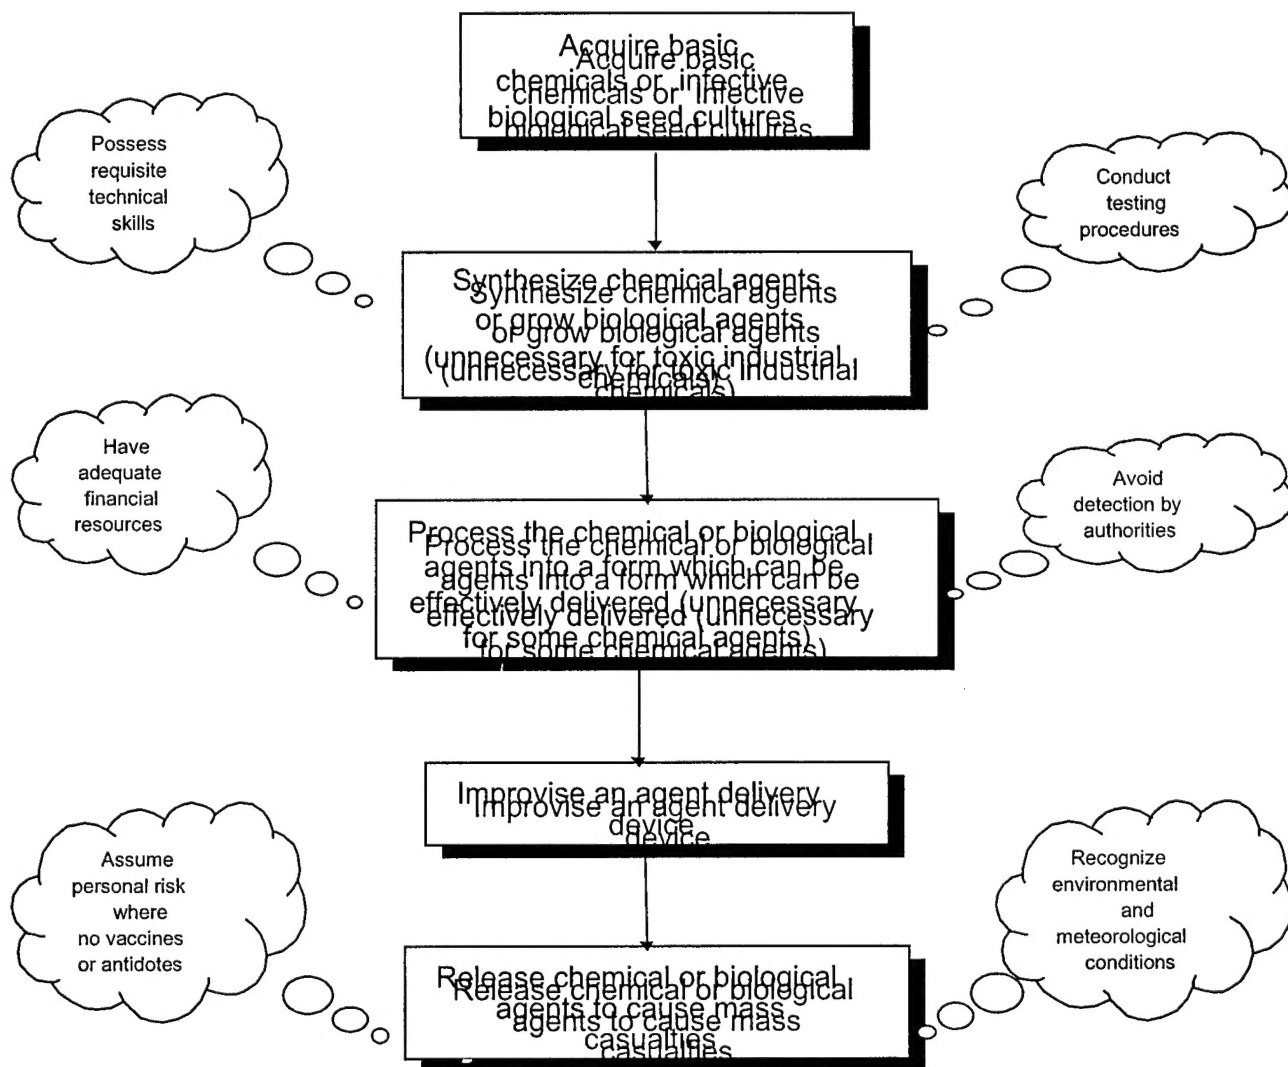 Acquire basic
chemicals or infective
biological seed cultures
Possess
requisite
technical
skills
Conduct
testing
procedures
Synthesize chemical agents
or grow biological agents
(unnecessary for toxic industrial
chemicals)
Have
adequate
financial
resources
Avoid
detection by
authorities
Process the chemical or biological
agents into a form which can be
effectively delivered (unnecessary
for some chemical agents)
Improvise an agent delivery
device
Assume
personal risk
where
no vaccines
or antidotes
Recognize
environmental
and
meteorological
conditions
Release chemical or biological
agents to cause mass
casualties